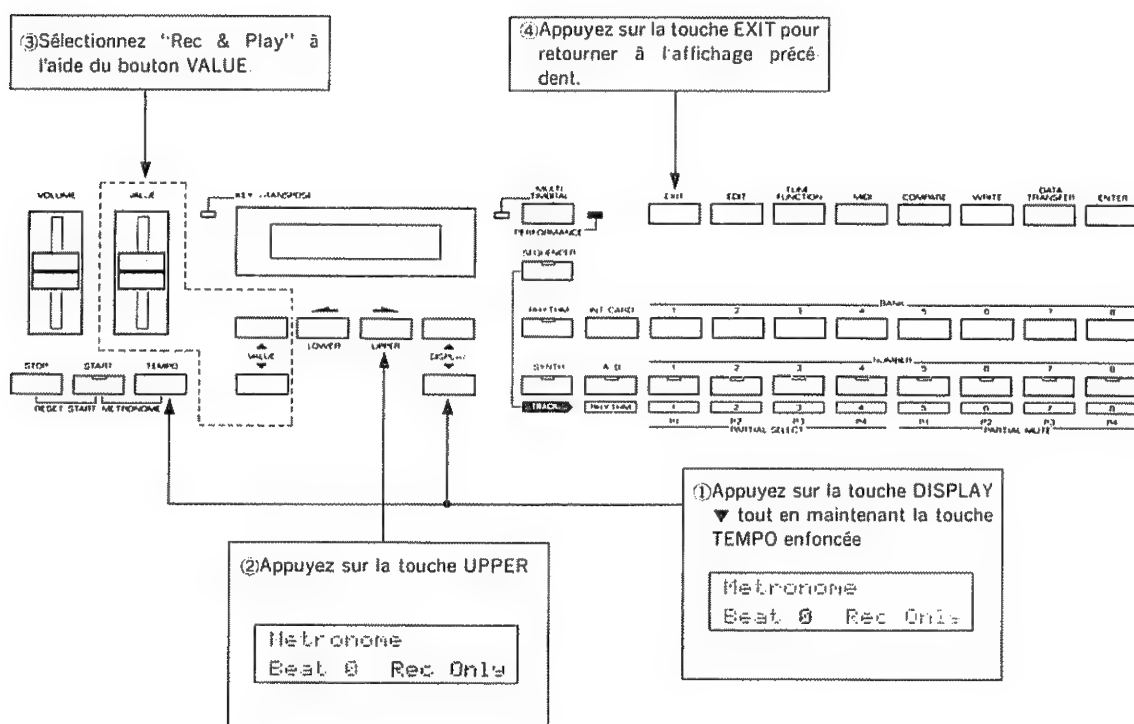 ③Sélectionnez "Rec & Play" à
l'aide du bouton VALUE.
④Appuyez sur la touche EXIT pour
retourner à l'affichage précé-
dent.
VOLUME VALUE KEY TRANSPOSE MULTI TIMBRAL EXIT EDIT TUNE FUNCTION MIDI COMPARE WRITE DATA TRANSFER ENTER
PERFORMANCE
SEQUENCER
RHYTHM INT CARD 1 2 3 4 BANK 5 6 7 8
VALUE LOWER UPPER DISPLAY
STOP START TEMPO
SYNTH 1 2 3 4 NUMBER 5 6 7 8
RESET START METRONOME
TRACK RHYTHM 1 2 3 4 5 6 7 8
P1 P2 P3 P4 P1 P2 P3 P4
PARTIAL SELECT PARTIAL MUTE
①Appuyez sur la touche DISPLAY
▼ tout en maintenant la touche
TEMPO enfoncée
Metronome
Beat 0 Rec Only
②Appuyez sur la touche UPPER
Metronome
Beat 0 Rec Only